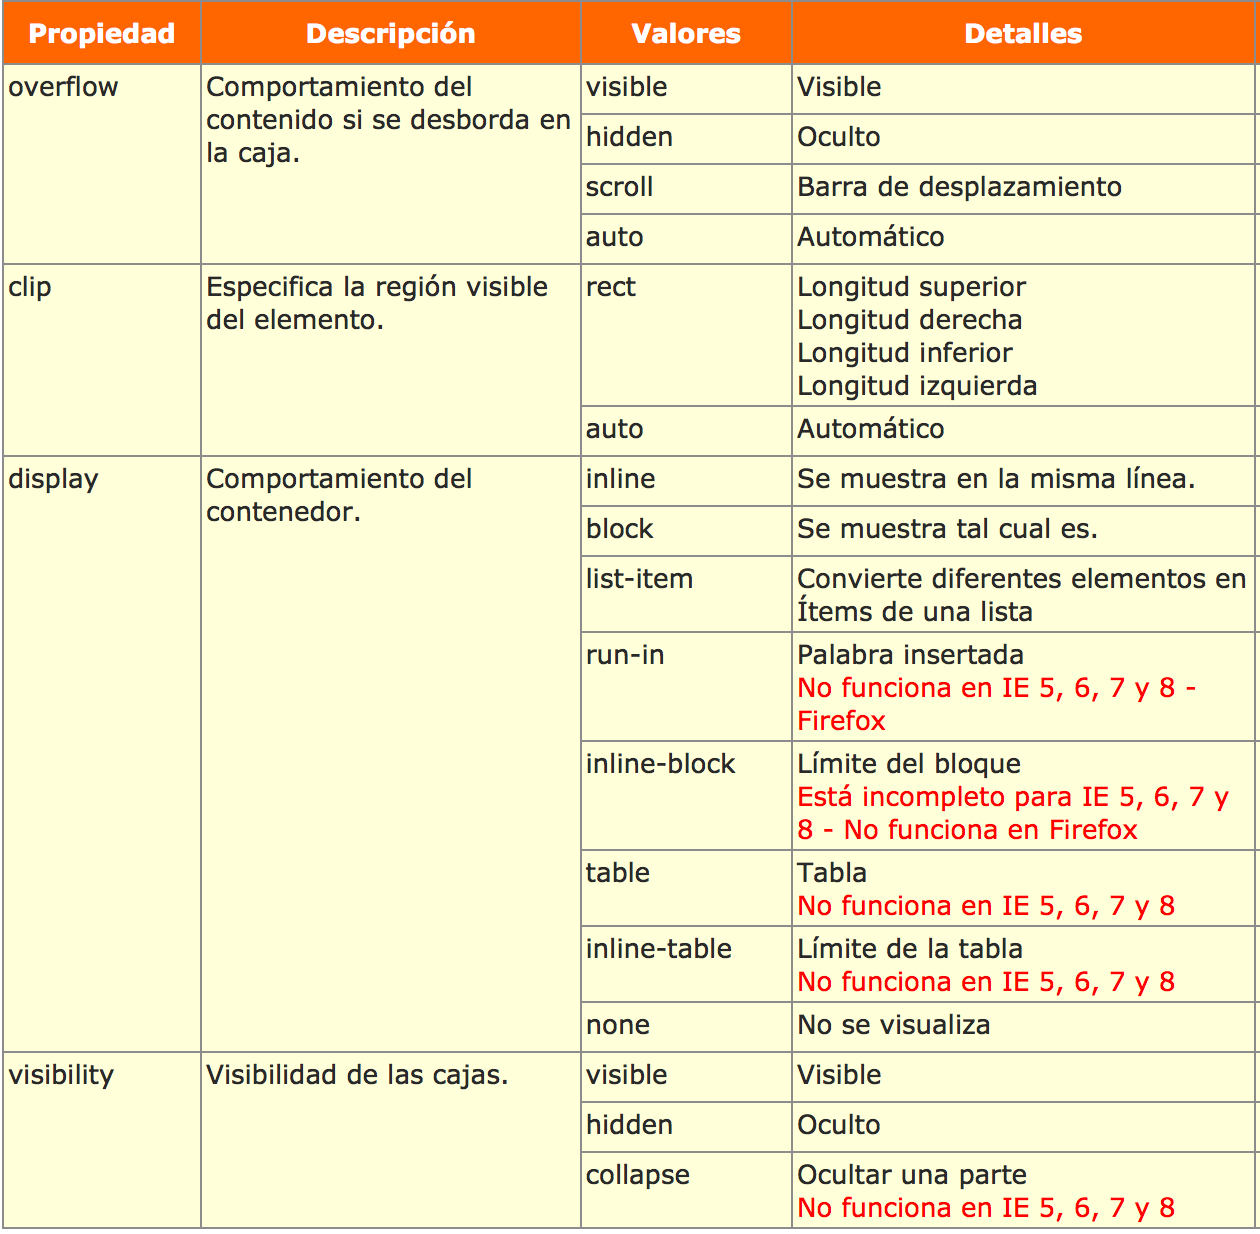 Propiedad Descripción Valores Detalles
overflow Comportamiento del visible Visible
contenido si se desborda en
la caja.
hidden Oculto
scroll Barra de desplazamiento
auto Automático
clip Especifica la región visible rect Longitud superior
del elemento. Longitud derecha
Longitud inferior
Longitud izquierda
auto Automático
display Comportamiento del inline Se muestra en la misma línea.
contenedor.
block Se muestra tal cual es.
list-item Convierte diferentes elementos en
Ítems de una lista
run-in Palabra insertada
No funciona en IE 5, 6, 7 y 8 -
Firefox
inline-block Límite del bloque
Está incompleto para IE 5, 6, 7 y
8 - No funciona en Firefox
table Tabla
No funciona en IE 5, 6, 7 y 8
inline-table Límite de la tabla
No funciona en IE 5, 6, 7 y 8
none No se visualiza
visibility Visibilidad de las cajas. visible Visible
hidden Oculto
collapse Ocultar una parte
No funciona en IE 5, 6, 7 y 8